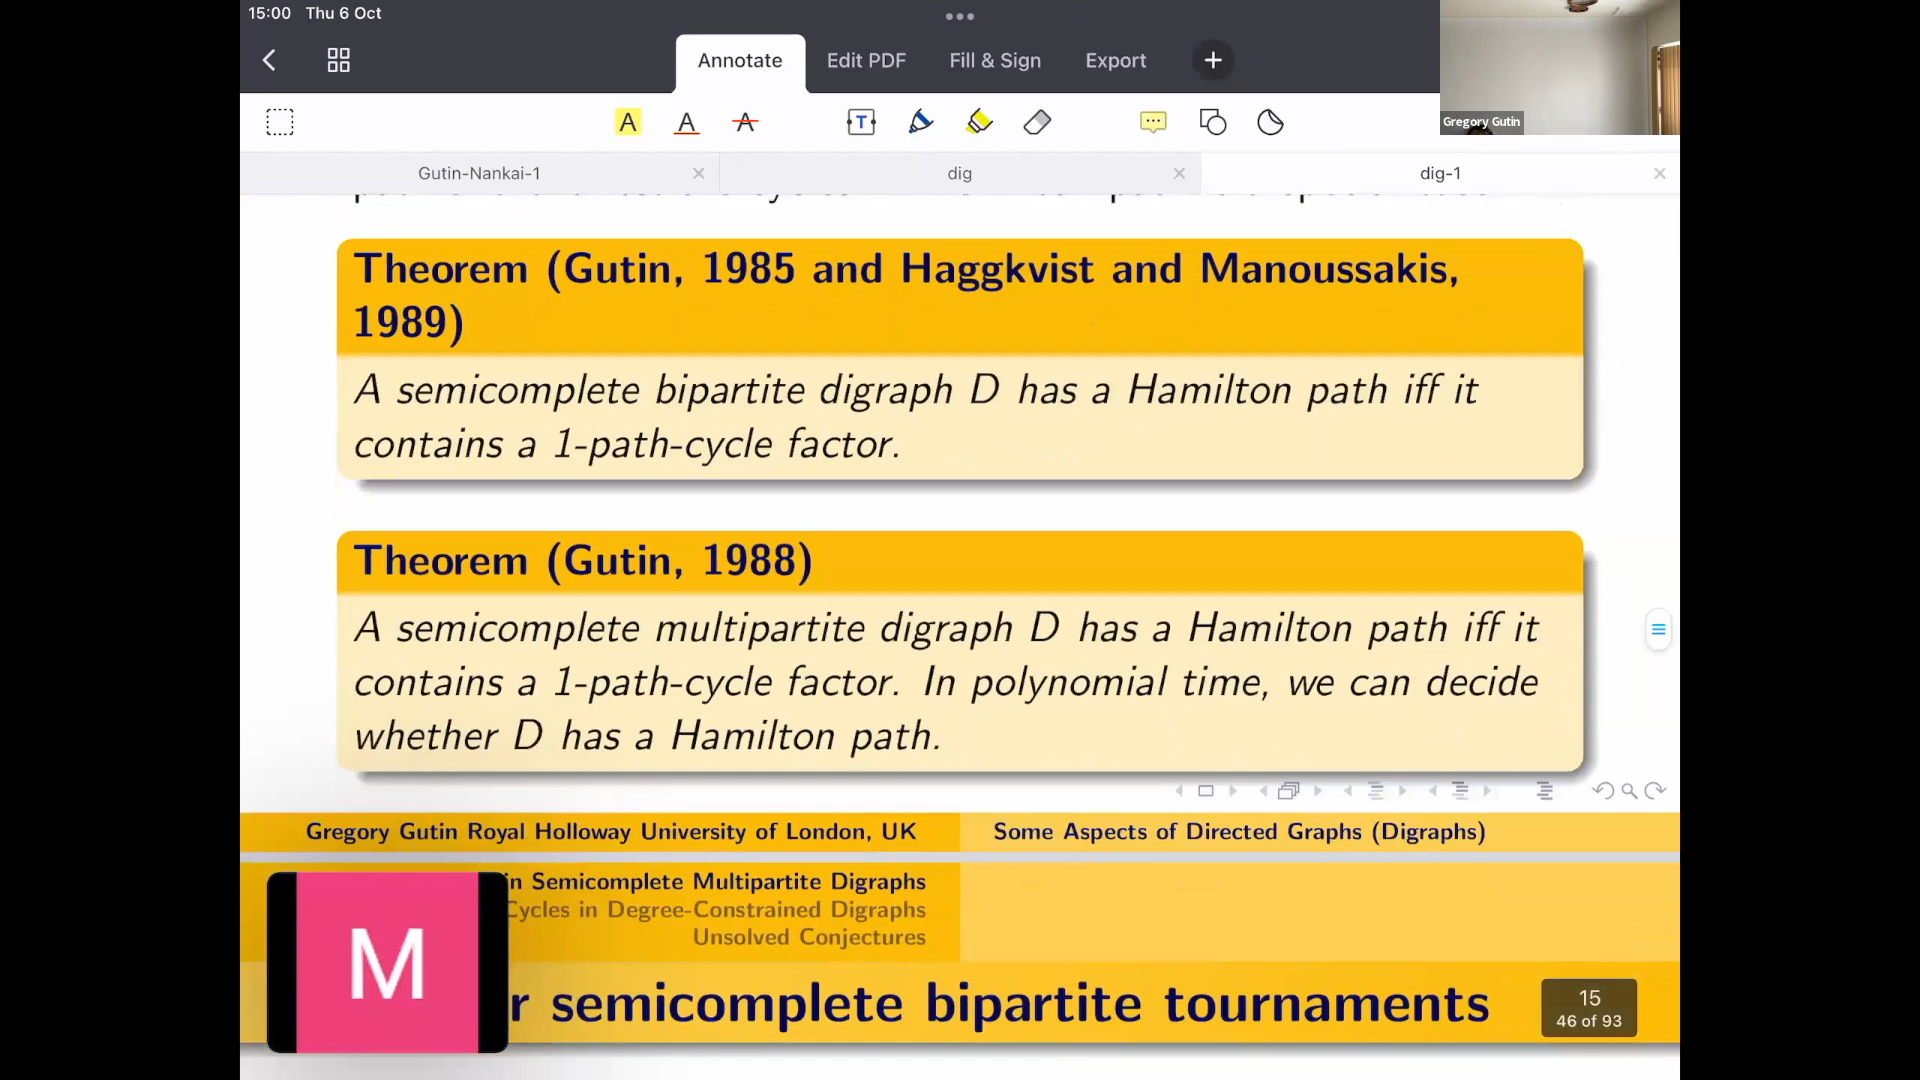 15:00 Thu 6 Oct
Annotate Edit PDF Fill & Sign Export
A A A T
Gregory Gutin
Gutin-Nankai-1 dig dig-1
Theorem (Gutin, 1985 and Haggkvist and Manoussakis,
1989)
A semicomplete bipartite digraph D has a Hamilton path iff it
contains a 1-path-cycle factor.
Theorem (Gutin, 1988)
A semicomplete multipartite digraph D has a Hamilton path iff it
contains a 1-path-cycle factor. In polynomial time, we can decide
whether D has a Hamilton path.
Gregory Gutin Royal Holloway University of London, UK Some Aspects of Directed Graphs (Digraphs)
in Semicomplete Multipartite Digraphs
Cycles in Degree-Constrained Digraphs
Unsolved Conjectures
M
r semicomplete bipartite tournaments
15
46 of 93